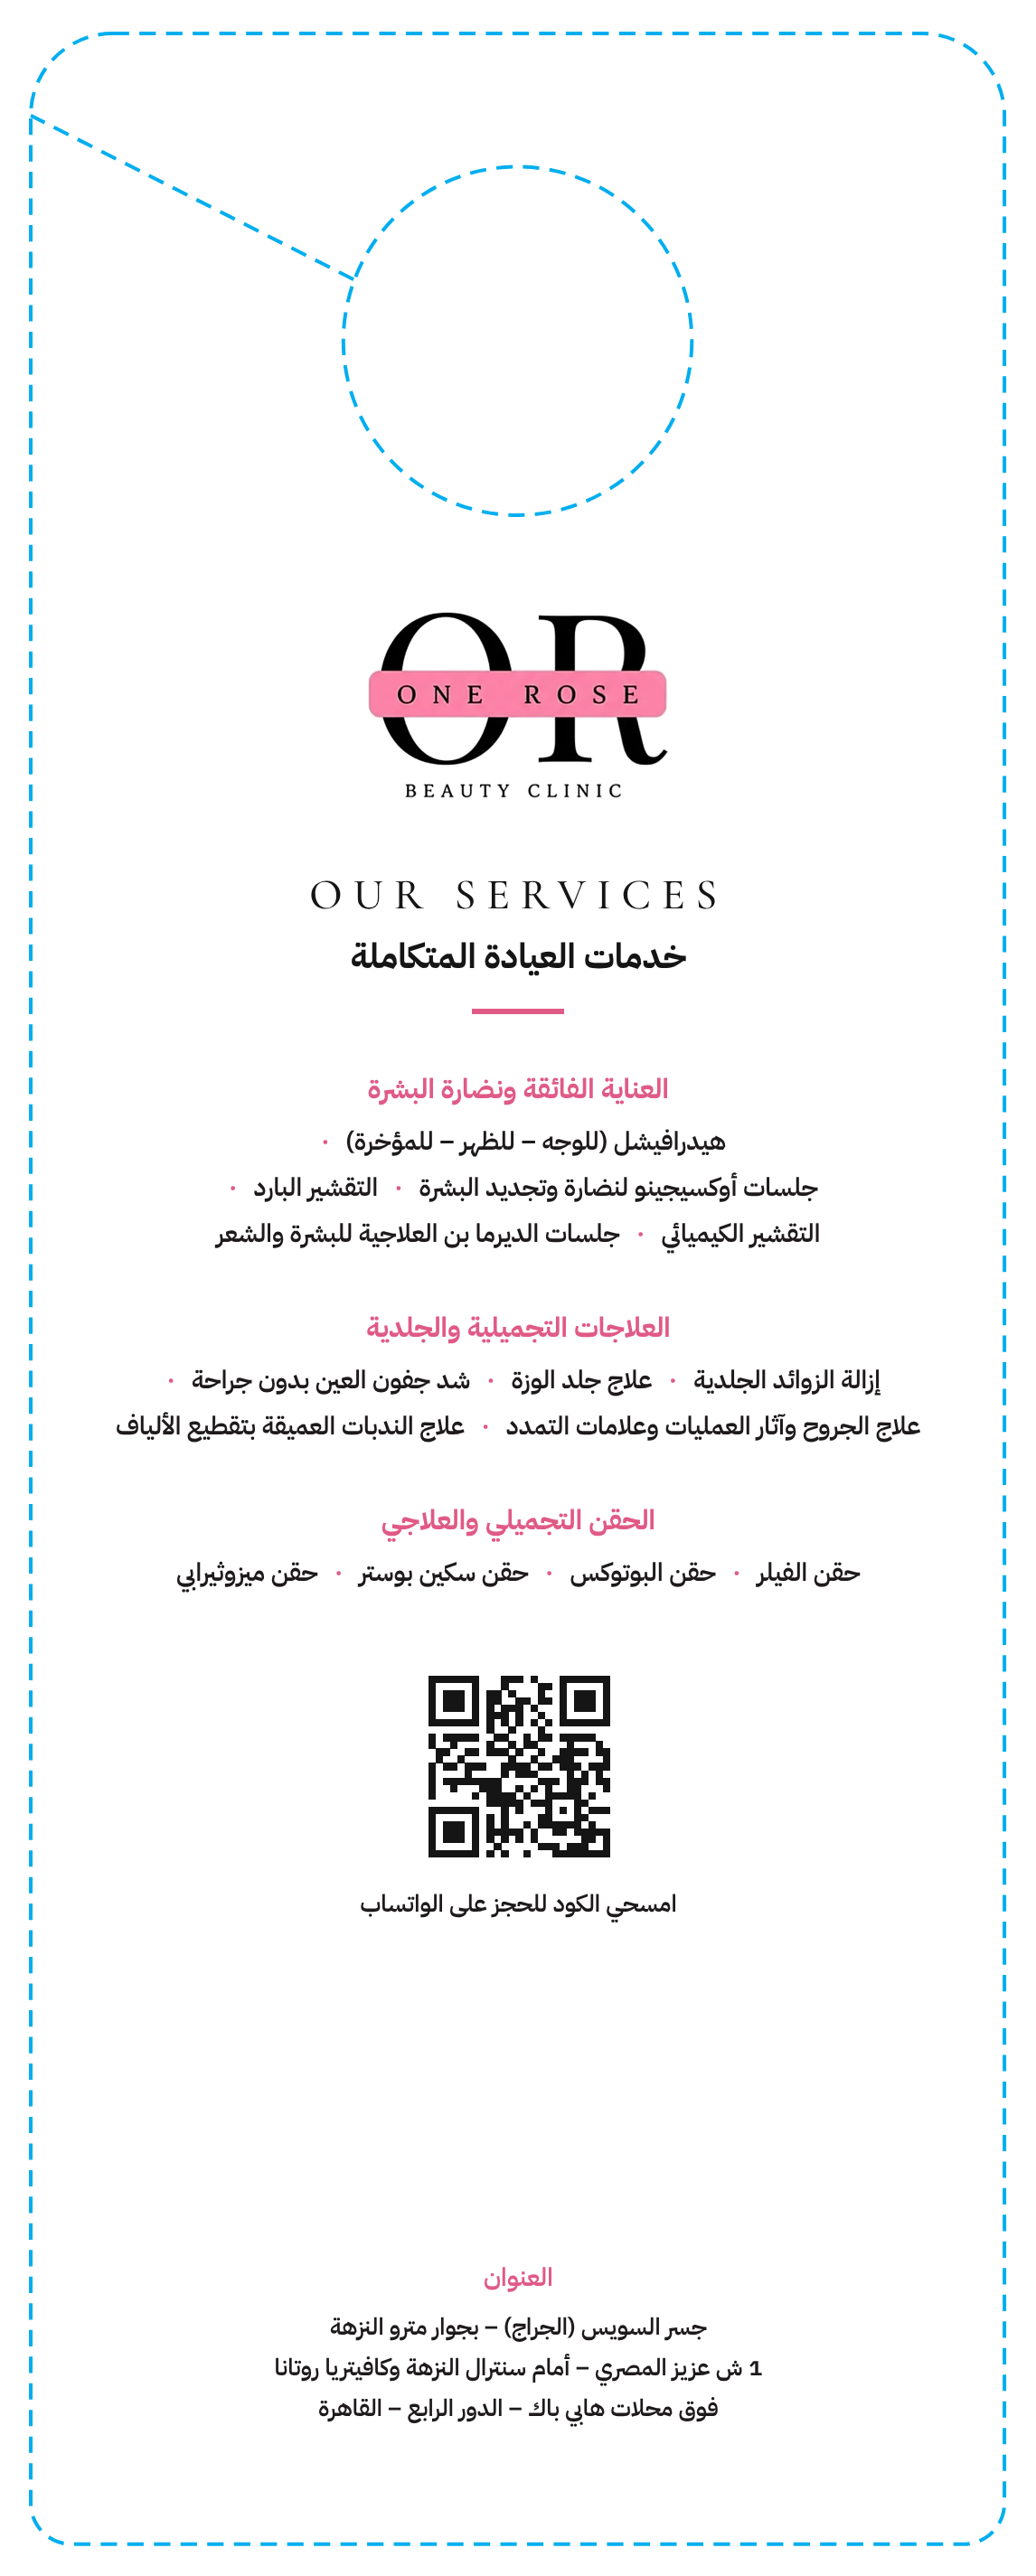 OR
ONE ROSE
BEAUTY CLINIC
OUR SERVICES
خدمات العيادة المتكاملة
العناية الفائقة ونضارة البشرة
هيدرافيشل (للوجه – للظهر – للمؤخرة) •
جلسات أوكسيجينو لنضارة وتجديد البشرة • التقشير البارد •
التقشير الكيميائي • جلسات الديرما بن العلاجية للبشرة والشعر
العلاجات التجميلية والجلدية
إزالة الزوائد الجلدية • علاج جلد الوزة • شد جفون العين بدون جراحة •
علاج الجروح وآثار العمليات وعلامات التمدد • علاج الندبات العميقة بتقطيع الألياف
الحقن التجميلي والعلاجي
حقن الفيلر • حقن البوتوكس • حقن سكين بوستر • حقن ميزوثيرابي
امسحي الكود للحجز على الواتساب
العنوان
جسر السويس (الجراج) – بجوار مترو النزهة
1 ش عزيز المصري – أمام سنترال النزهة وكافيتريا روتانا
فوق محلات هابي باك – الدور الرابع – القاهرة